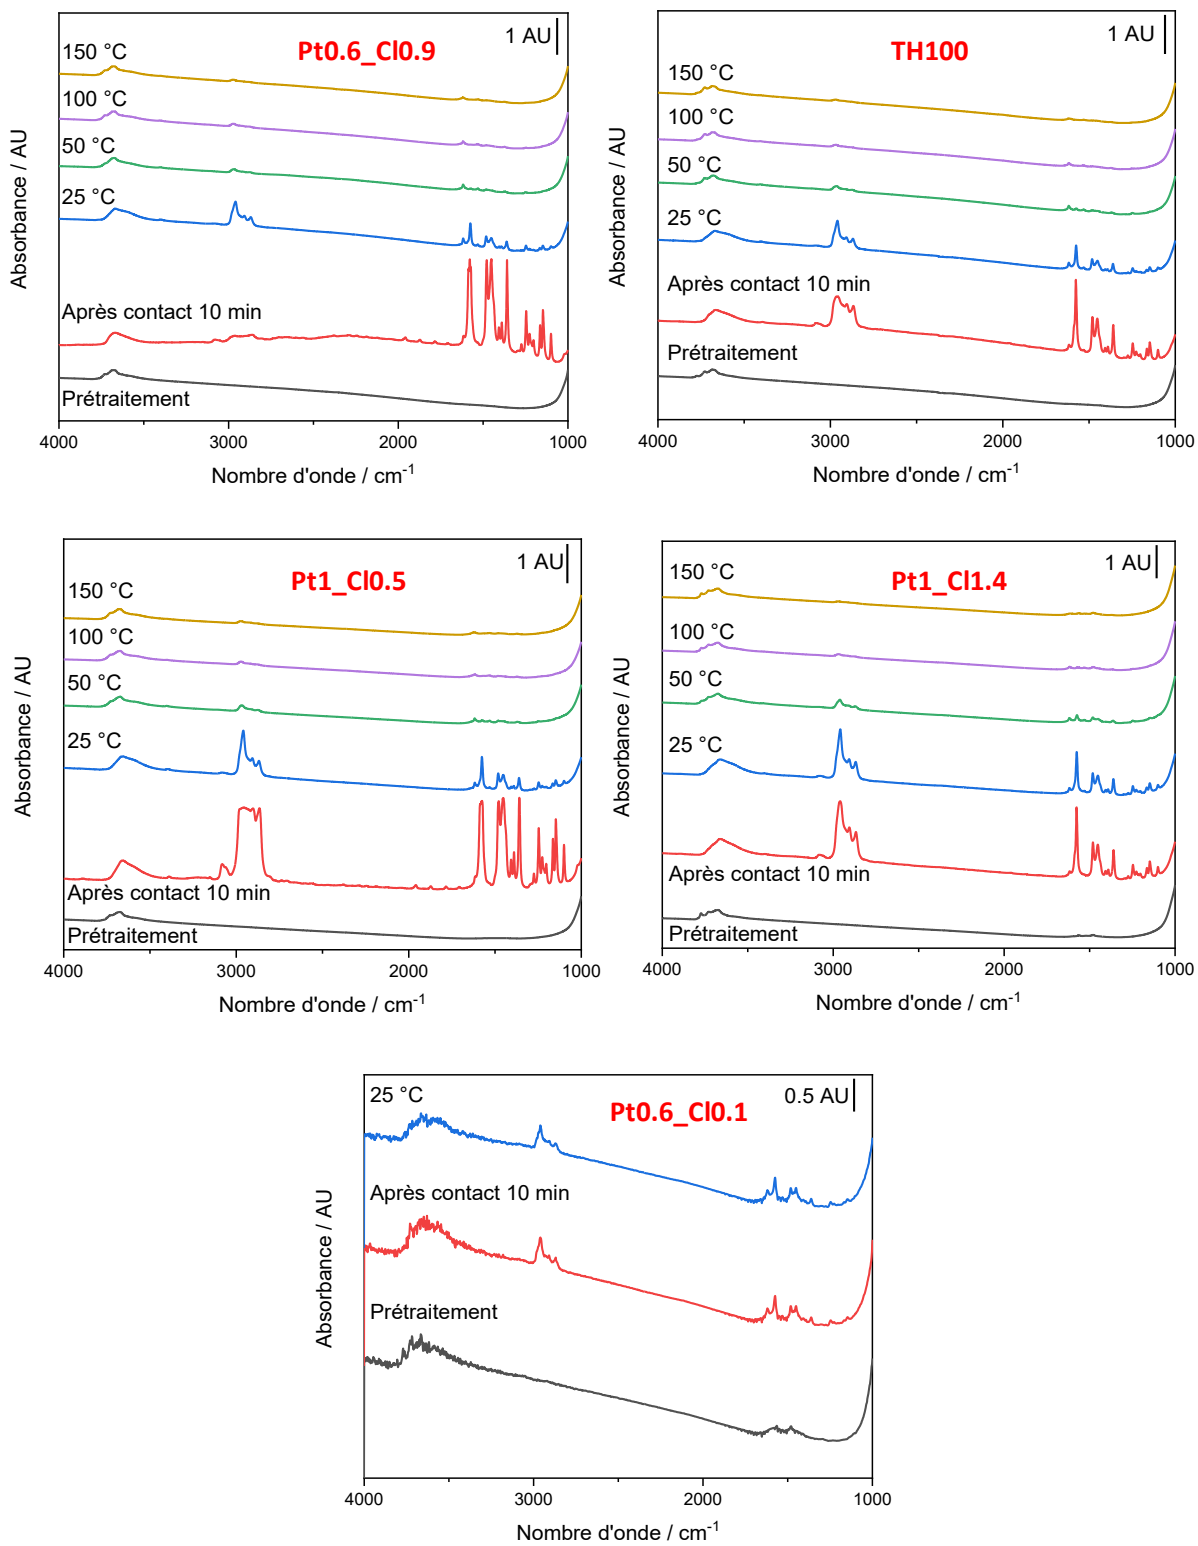 Pt0.6_Cl0.9
1 AU
150 °C
100 °C
50 °C
25 °C
Après contact 10 min
Prétraitement
Absorbance / AU
4000 3000 2000 1000
Nombre d'onde / cm-1
TH100
1 AU
150 °C
100 °C
50 °C
25 °C
Après contact 10 min
Prétraitement
Absorbance / AU
4000 3000 2000 1000
Nombre d'onde / cm-1
Pt1_Cl0.5
1 AU
150 °C
100 °C
50 °C
25 °C
Après contact 10 min
Prétraitement
Absorbance / AU
4000 3000 2000 1000
Nombre d'onde / cm-1
Pt1_Cl1.4
1 AU
150 °C
100 °C
50 °C
25 °C
Après contact 10 min
Prétraitement
Absorbance / AU
4000 3000 2000 1000
Nombre d'onde / cm-1
25 °C
0.5 AU
Pt0.6_Cl0.1
Après contact 10 min
Prétraitement
Absorbance / AU
4000 3000 2000 1000
Nombre d'onde / cm-1